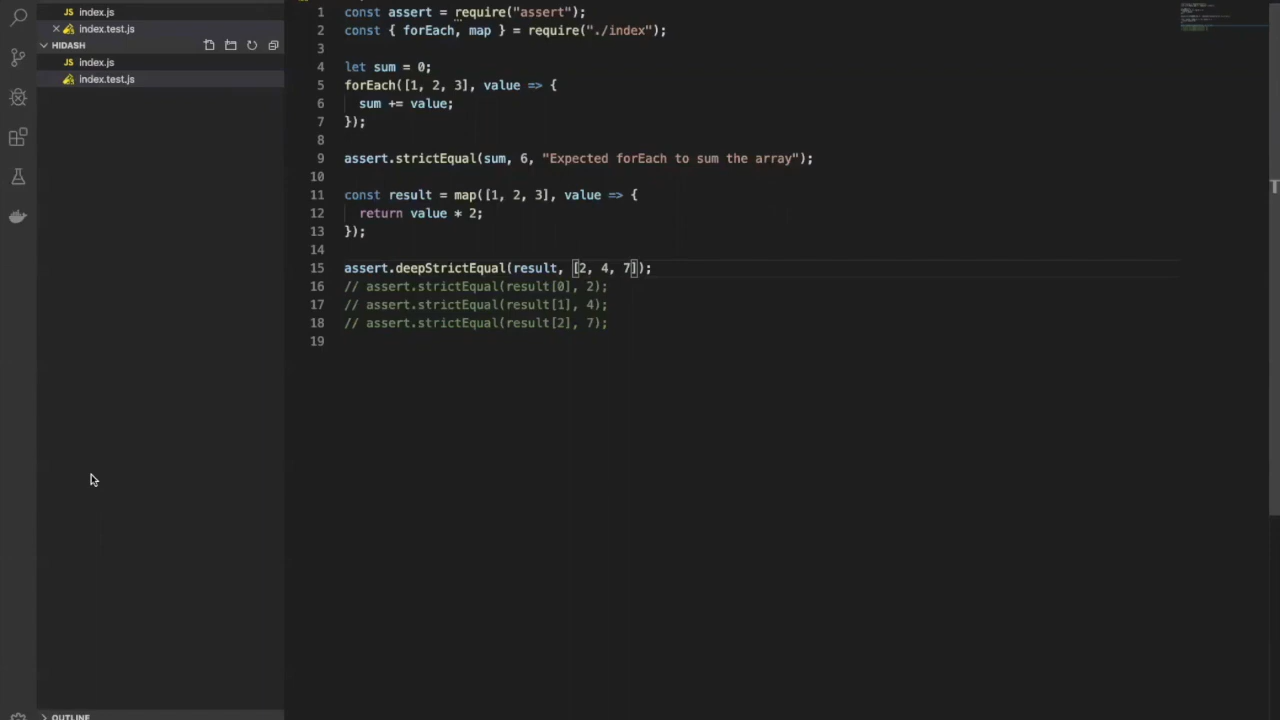 JS index.js
index.test.js
HIDASH
JS index.js
index.test.js
OUTLINE
1 const assert = require("assert");
2 const { forEach, map } = require("./index");
3
4 let sum = 0;
5 forEach([1, 2, 3], value => {
6 sum += value;
7 });
8
9 assert.strictEqual(sum, 6, "Expected forEach to sum the array");
10
11 const result = map([1, 2, 3], value => {
12 return value * 2;
13 });
14
15 assert.deepStrictEqual(result, [2, 4, 7]);
16 // assert.strictEqual(result[0], 2);
17 // assert.strictEqual(result[1], 4);
18 // assert.strictEqual(result[2], 7);
19